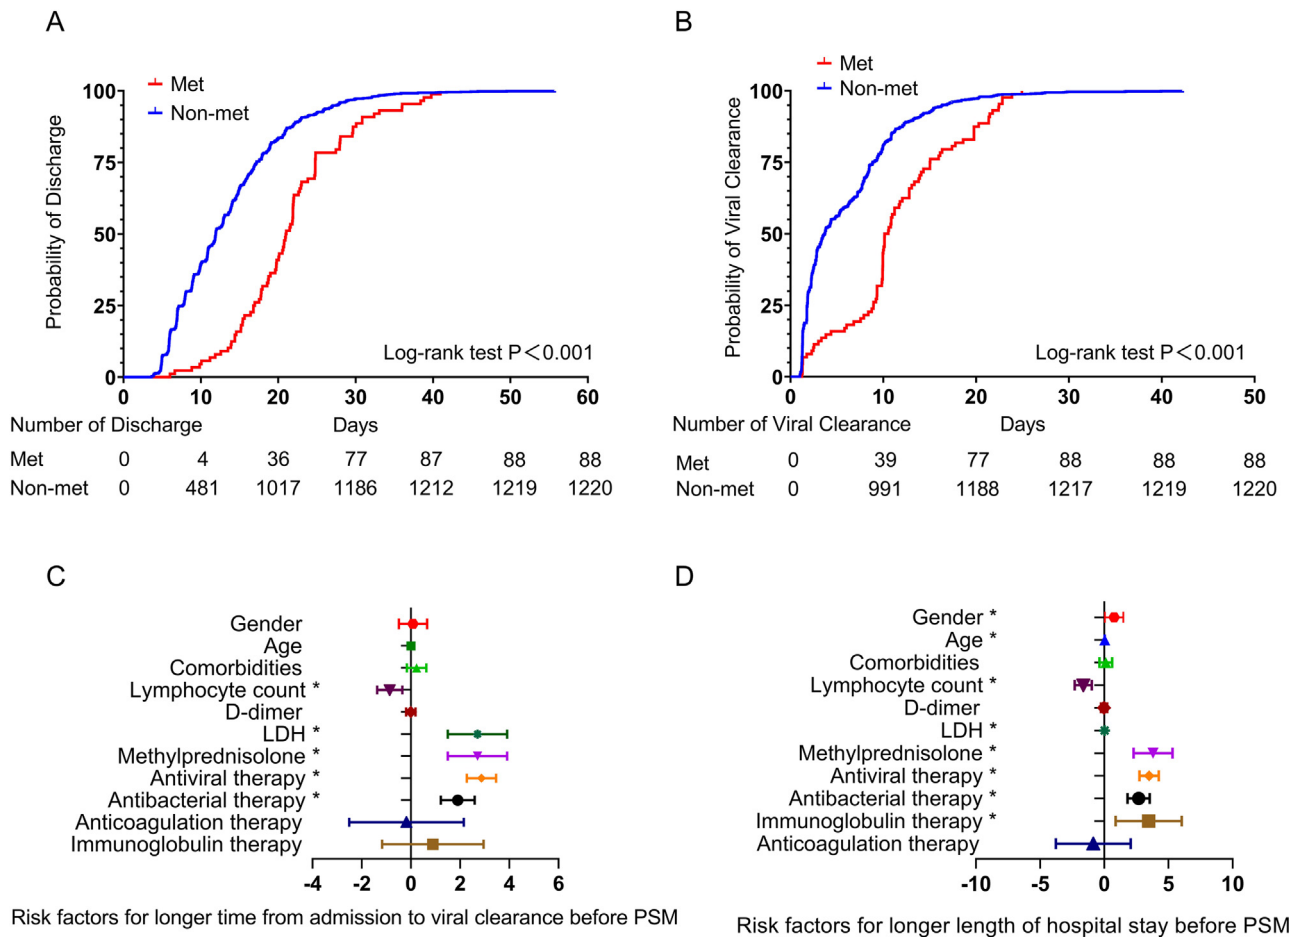 A
Met
Non-met
Probability of Discharge
100
75
50
25
0
Log-rank test P<0.001
0 10 20 30 40 50 60
Number of Discharge Days
Met 0 4 36 77 87 88 88
Non-met 0 481 1017 1186 1212 1219 1220
B
Met
Non-met
Probability of Viral Clearance
100
75
50
25
0
Log-rank test P<0.001
0 10 20 30 40 50
Number of Viral Clearance Days
Met 0 39 77 88 88 88
Non-met 0 991 1188 1217 1219 1220
C
Gender
Age
Comorbidities
Lymphocyte count *
D-dimer
LDH *
Methylprednisolone *
Antiviral therapy *
Antibacterial therapy *
Anticoagulation therapy
Immunoglobulin therapy
-4 -2 0 2 4 6
Risk factors for longer time from admission to viral clearance before PSM
D
Gender *
Age *
Comorbidities
Lymphocyte count *
D-dimer
LDH *
Methylprednisolone *
Antiviral therapy *
Antibacterial therapy *
Immunoglobulin therapy *
Anticoagulation therapy
-10 -5 0 5 10
Risk factors for longer length of hospital stay before PSM